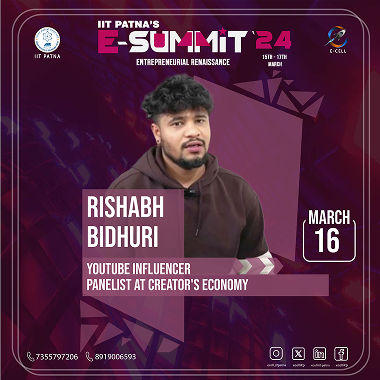 IIT PATNA'S
E-SUMMIT '24
15TH - 17TH
MARCH
ENTREPRENEURIAL RENAISSANCE
IIT PATNA
E-CELL
RISHABH
BIDHURI
MARCH
16
YOUTUBE INFLUENCER
PANELIST AT CREATOR'S ECONOMY
7355797206
8919006593